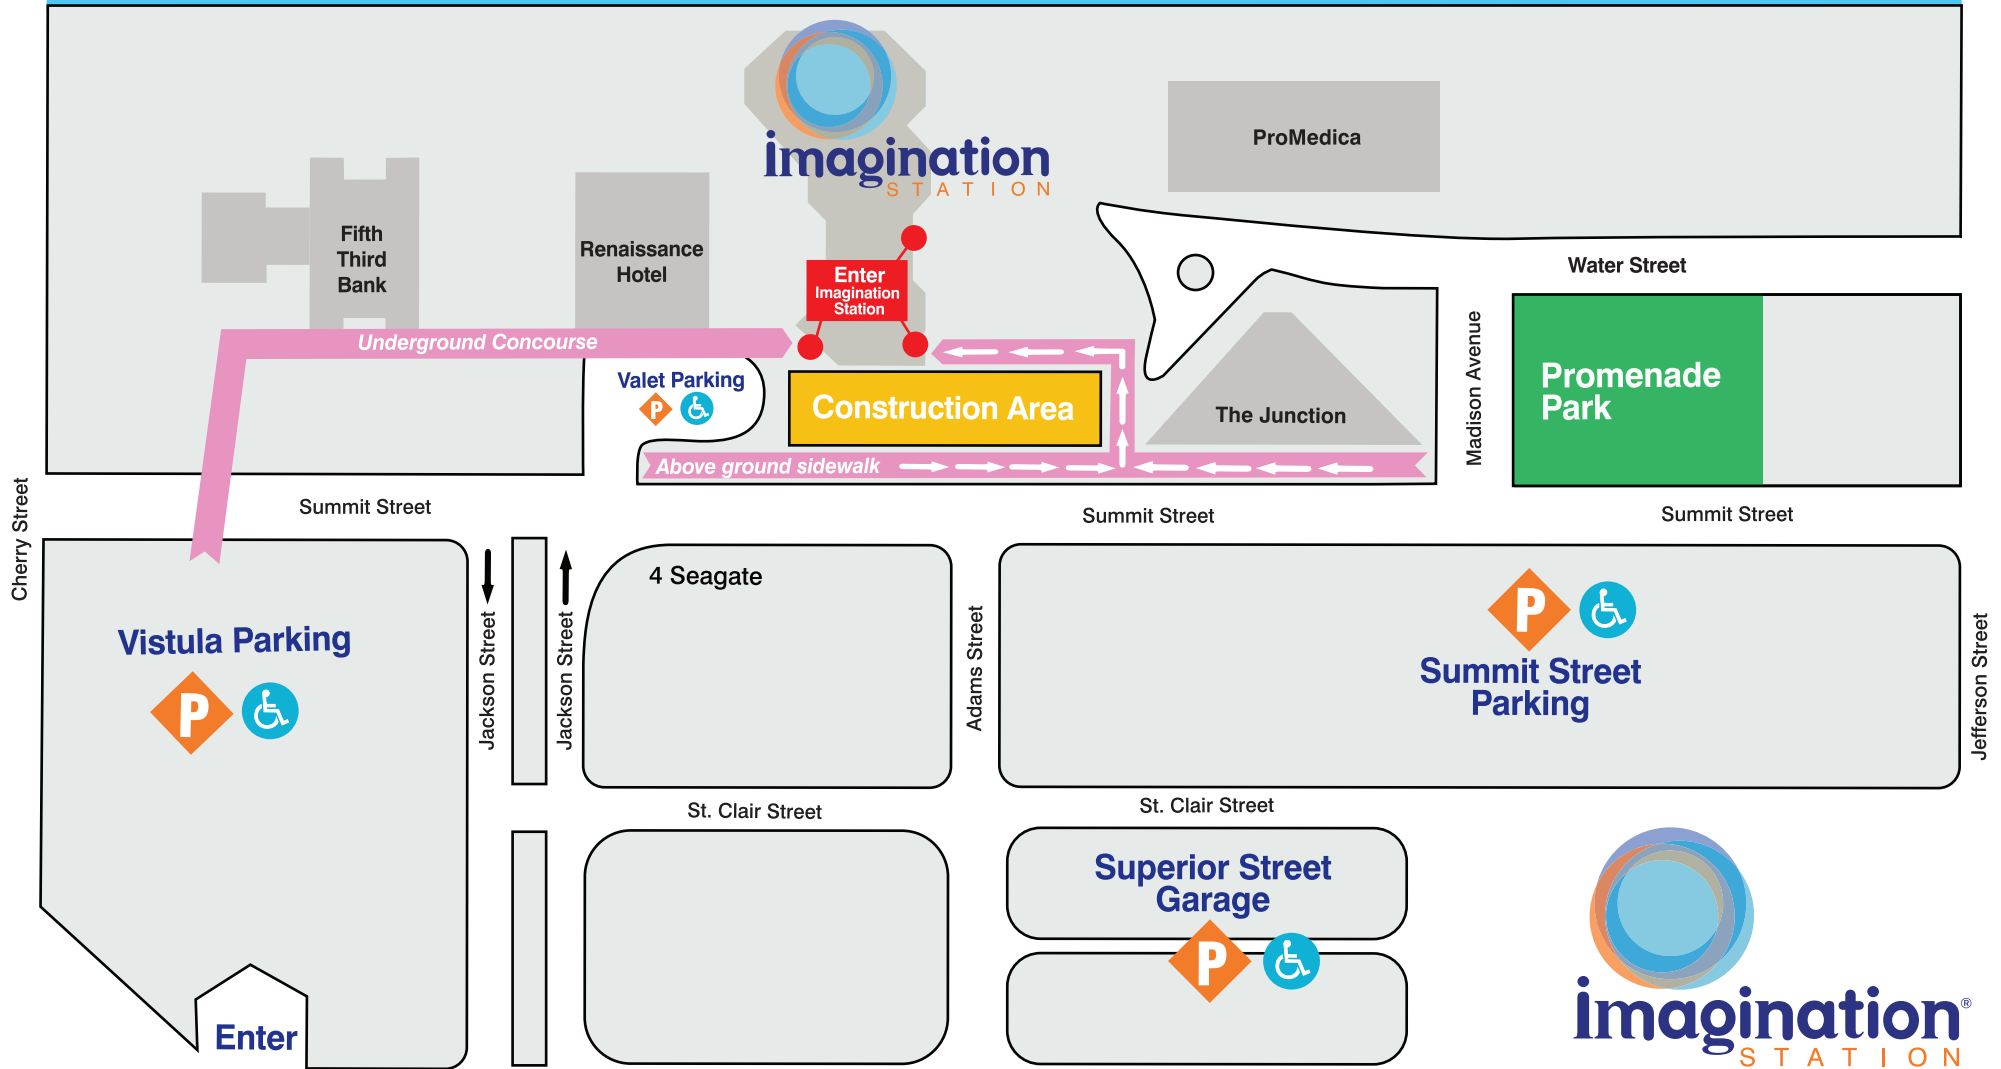 imagination
STATION
ProMedica
Fifth
Third
Bank
Renaissance
Hotel
Enter
Imagination
Station
Water Street
Underground Concourse
Valet Parking
P
Construction Area
The Junction
Madison Avenue
Promenade
Park
Above ground sidewalk
Cherry Street
Summit Street
Summit Street
Summit Street
4 Seagate
Vistula Parking
P
Jackson Street
Jackson Street
Adams Street
P
Summit Street
Parking
Jefferson Street
St. Clair Street
St. Clair Street
Superior Street
Garage
P
Enter
imagination®
STATION